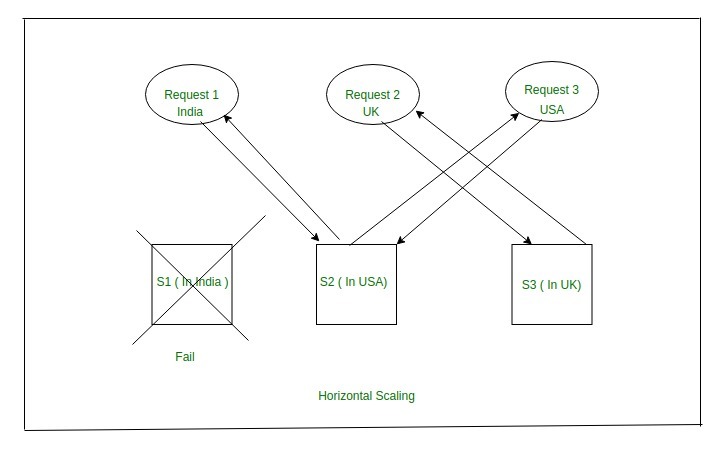 Request 1
India
Request 2
UK
Request 3
USA
S1 ( In India )
S2 ( In USA)
S3 ( In UK)
Fail
Horizontal Scaling